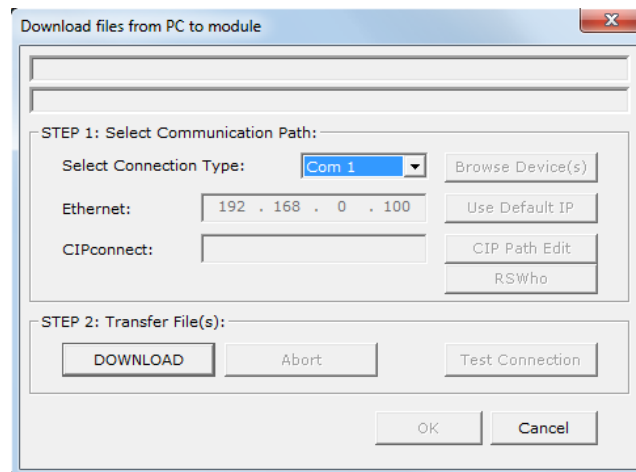 Download files from PC to module
STEP 1: Select Communication Path:
Select Connection Type: Com 1 Browse Device(s)
Ethernet: 192 . 168 . 0 . 100 Use Default IP
CIPconnect: CIP Path Edit
RSWho
STEP 2: Transfer File(s):
DOWNLOAD Abort Test Connection
OK Cancel